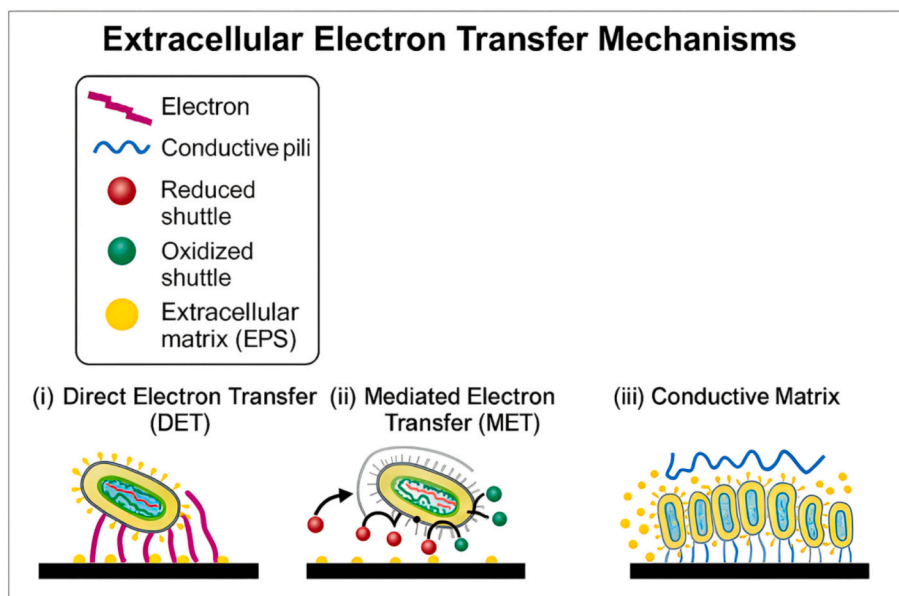 Extracellular Electron Transfer Mechanisms
Electron
Conductive pili
Reduced
shuttle
Oxidized
shuttle
Extracellular
matrix (EPS)
(i) Direct Electron Transfer
(DET)
(ii) Mediated Electron
Transfer (MET)
(iii) Conductive Matrix